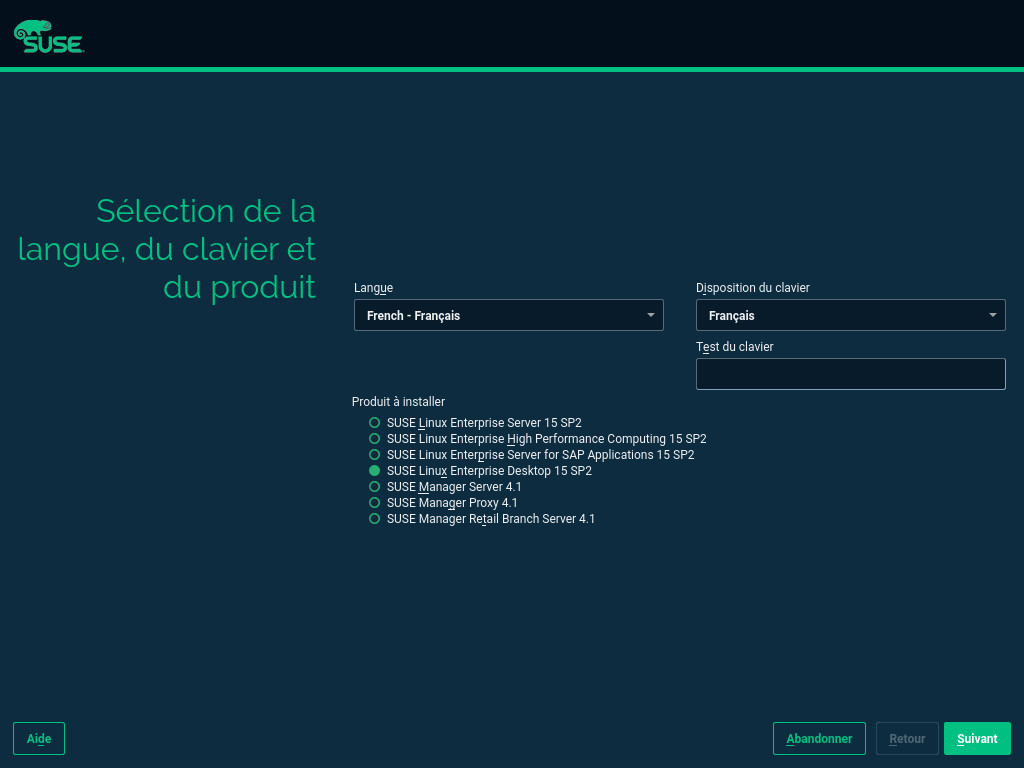 SUSE
Sélection de la
langue, du clavier et
du produit
Langue
French - Français
Disposition du clavier
Français
Test du clavier
Produit à installer
SUSE Linux Enterprise Server 15 SP2
SUSE Linux Enterprise High Performance Computing 15 SP2
SUSE Linux Enterprise Server for SAP Applications 15 SP2
SUSE Linux Enterprise Desktop 15 SP2
SUSE Manager Server 4.1
SUSE Manager Proxy 4.1
SUSE Manager Retail Branch Server 4.1
Aide
Abandonner
Retour
Suivant